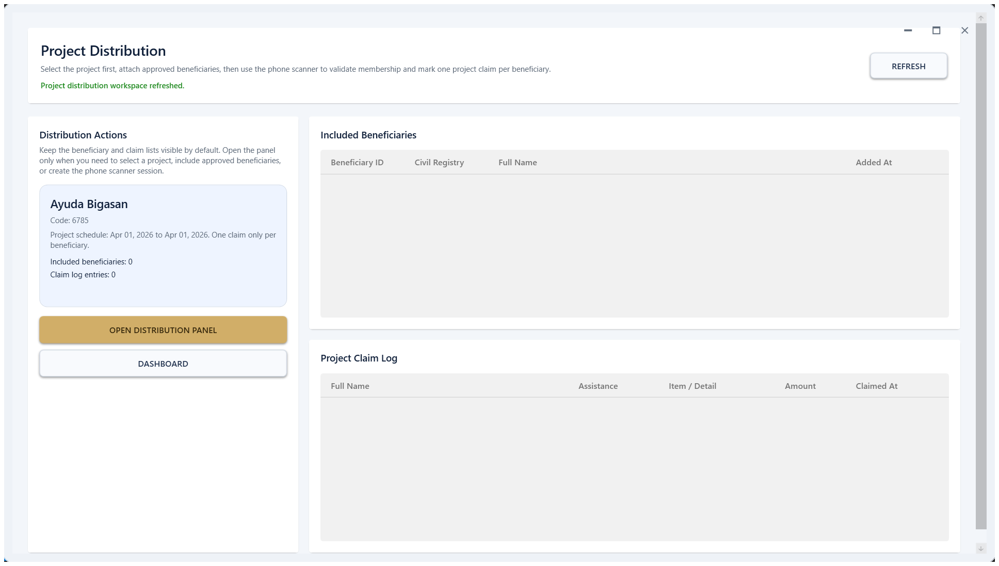 Project Distribution
Select the project first, attach approved beneficiaries, then use the phone scanner to validate membership and mark one project claim per beneficiary.
Project distribution workspace refreshed.
REFRESH
Distribution Actions
Keep the beneficiary and claim lists visible by default. Open the panel
only when you need to select a project, include approved beneficiaries,
or create the phone scanner session.
Ayuda Bigasan
Code: 6785
Project schedule: Apr 01, 2026 to Apr 01, 2026. One claim only per
beneficiary.
Included beneficiaries: 0
Claim log entries: 0
OPEN DISTRIBUTION PANEL
DASHBOARD
Included Beneficiaries
Beneficiary ID Civil Registry Full Name Added At
Project Claim Log
Full Name Assistance Item / Detail Amount Claimed At